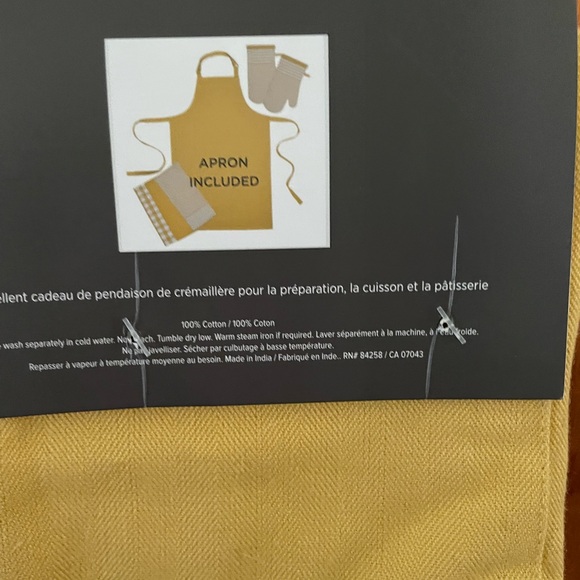 APRON
INCLUDED
ellent cadeau de pendaison de crémaillère pour la préparation, la cuisson et la pâtisserie
100% Cotton / 100% Coton
wash separately in cold water. Tumble dry low. Warm steam iron if required. Laver séparément à la machine, à l'eau froide.
javelliser. Sécher par culbutage à basse température.
Repasser à vapeur à température moyenne au besoin. Made in India / Fabriqué en Inde.. RN# 84258 / CA 07043